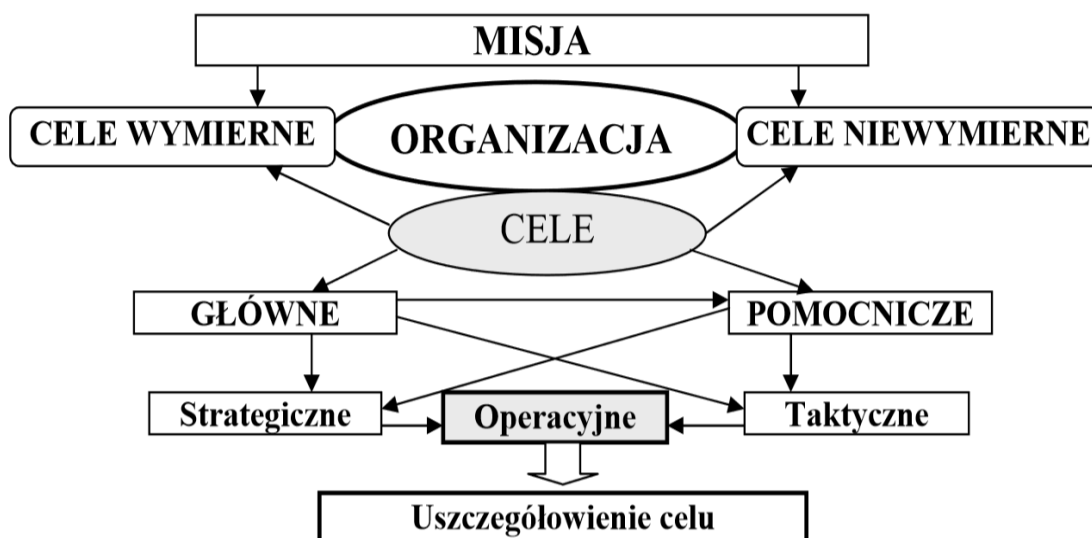 MISJA
CELE WYMIERNE
ORGANIZACJA
CELE NIEWYMIERNE
CELE
GŁÓWNE
POMOCNICZE
Strategiczne
Operacyjne
Taktyczne
Uszczegółowienie celu